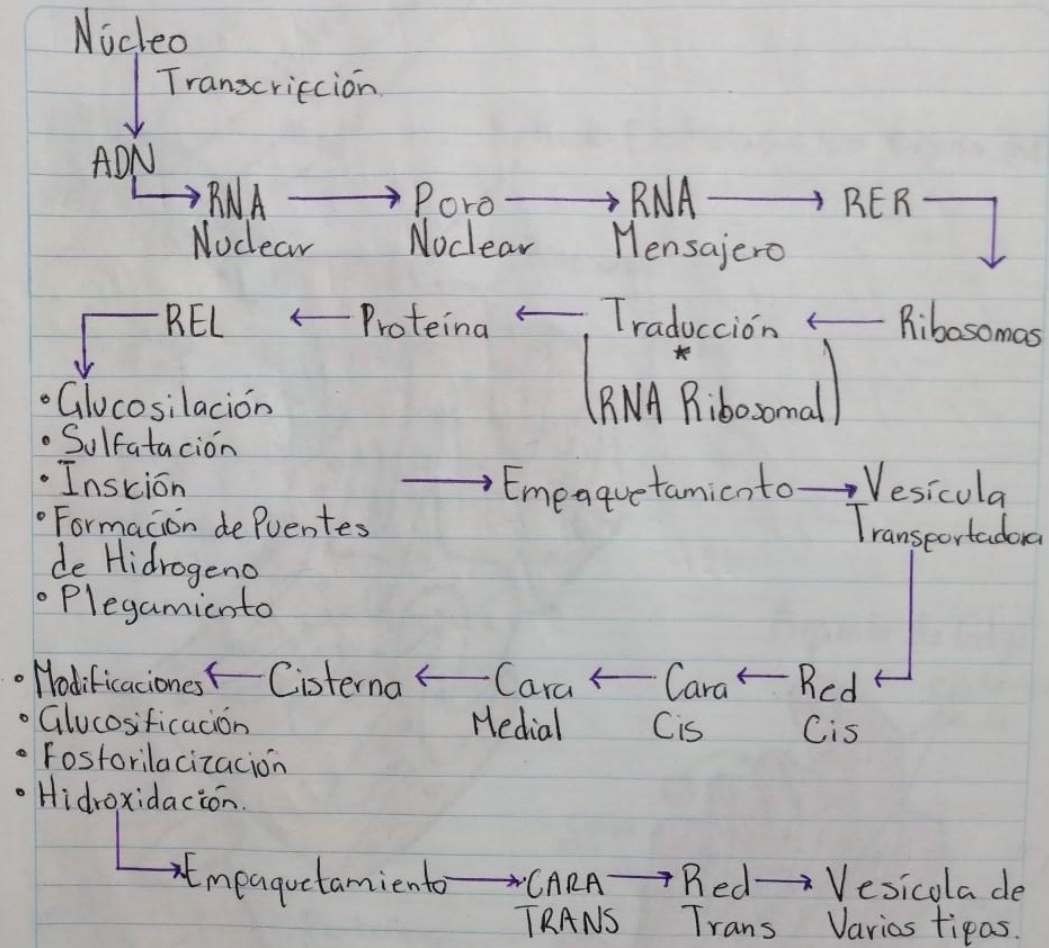 Núcleo
Transcripción.
ADN
RNA Nuclear → Poro Nuclear → RNA Mensajero → RER
REL ← Proteína ← Traducción ← Ribosomas
*
(RNA Ribosomal)
• Glucosilación
• Sulfatación
• Inskión → Empaquetamiento → Vesícula Transportadora
• Formación de Puentes
de Hidrogeno
• Plegamiento
• Modificaciones ← Cisterna ← Cara Medial ← Cara Cis ← Red Cis
• Glucosificación
• Fosforilacización
• Hidroxidación.
Empaquetamiento → CARA TRANS → Red Trans → Vesícula de Varios tipos.